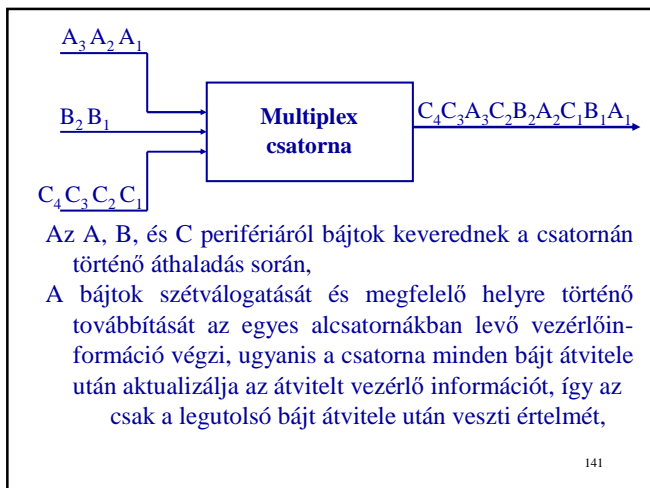 A₃ A₂ A₁
B₂ B₁
Multiplex
csatorna
C₄C₃A₃C₂B₂A₂C₁B₁A₁
C₄ C₃ C₂ C₁
Az A, B, és C perifériáról bájtok keverednek a csatornán
történő áthaladás során,
A bájtok szétválogatását és megfelelő helyre történő
továbbítását az egyes alcsatornákban levő vezérlőin-
formáció végzi, ugyanis a csatorna minden bájt átvitele
után aktualizálja az átvitelt vezérlő információt, így az
csak a legutolsó bájt átvitele után veszti értelmét,
141